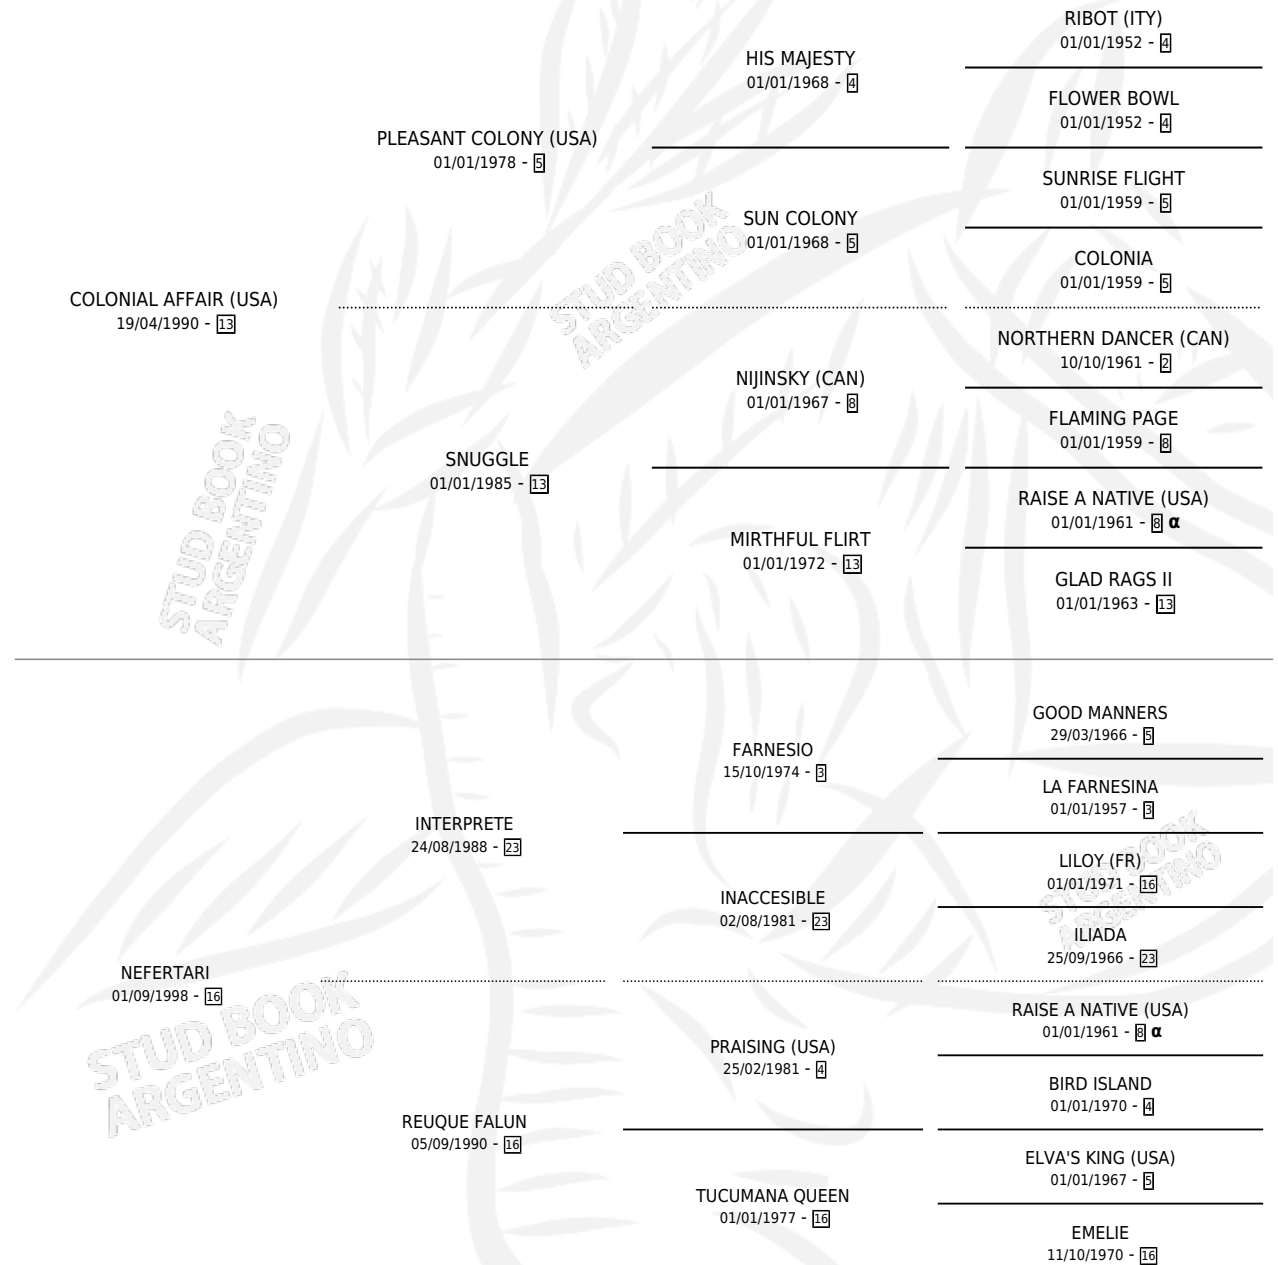 RIBOT (ITY)
01/01/1952 - 4
HIS MAJESTY
01/01/1968 - 4
FLOWER BOWL
01/01/1952 - 4
PLEASANT COLONY (USA)
01/01/1978 - 5
SUNRISE FLIGHT
01/01/1959 - 5
SUN COLONY
01/01/1968 - 5
COLONIA
01/01/1959 - 5
COLONIAL AFFAIR (USA)
19/04/1990 - 13
NORTHERN DANCER (CAN)
10/10/1961 - 2
NIJINSKY (CAN)
01/01/1967 - 8
FLAMING PAGE
01/01/1959 - 8
SNUGGLE
01/01/1985 - 13
RAISE A NATIVE (USA)
01/01/1961 - 8 α
MIRTHFUL FLIRT
01/01/1972 - 13
GLAD RAGS II
01/01/1963 - 13
GOOD MANNERS
29/03/1966 - 5
FARNESIO
15/10/1974 - 3
LA FARNESINA
01/01/1957 - 3
INTERPRETE
24/08/1988 - 23
LILOY (FR)
01/01/1971 - 16
INACCESIBLE
02/08/1981 - 23
ILIADA
25/09/1966 - 23
NEFERTARI
01/09/1998 - 16
RAISE A NATIVE (USA)
01/01/1961 - 8 α
PRAISING (USA)
25/02/1981 - 4
BIRD ISLAND
01/01/1970 - 4
REUQUE FALUN
05/09/1990 - 16
ELVA'S KING (USA)
01/01/1967 - 5
TUCUMANA QUEEN
01/01/1977 - 16
EMELIE
11/10/1970 - 16
STUD BOOK
ARGENTINO
STUD BOOK
ARGENTINO
STUD BOOK
ARGENTINO
STUD BOOK
ARGENTINO